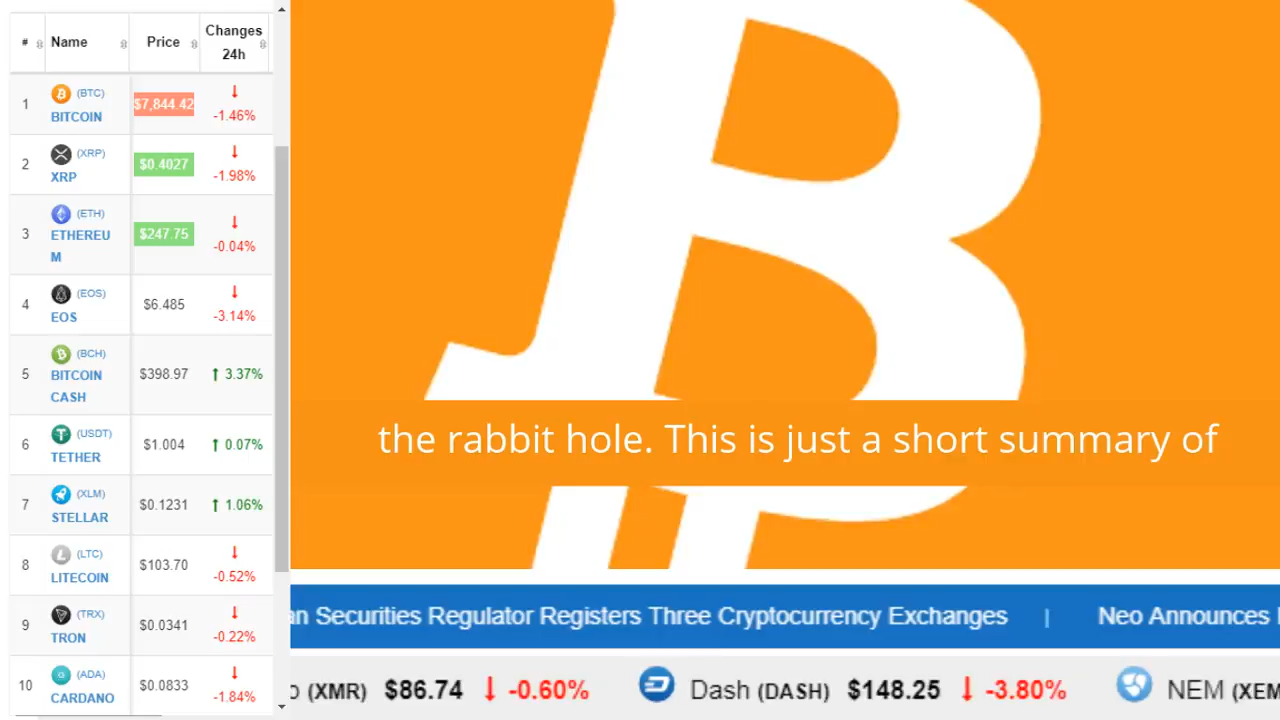 # Name Price Changes 24h
1 (BTC) BITCOIN $7,844.42 -1.46%
2 (XRP) XRP $0.4027 -1.98%
3 (ETH) ETHEREUM $247.75 -0.04%
4 (EOS) EOS $6.485 -3.14%
5 (BCH) BITCOIN CASH $398.97 3.37%
6 (USDT) TETHER $1.004 0.07%
7 (XLM) STELLAR $0.1231 1.06%
8 (LTC) LITECOIN $103.70 -0.52%
9 (TRX) TRON $0.0341 -0.22%
10 (ADA) CARDANO $0.0833 -1.84%
the rabbit hole. This is just a short summary of
an Securities Regulator Registers Three Cryptocurrency Exchanges | Neo Announces
o (XMR) $86.74 -0.60% Dash (DASH) $148.25 -3.80% NEM (XEM